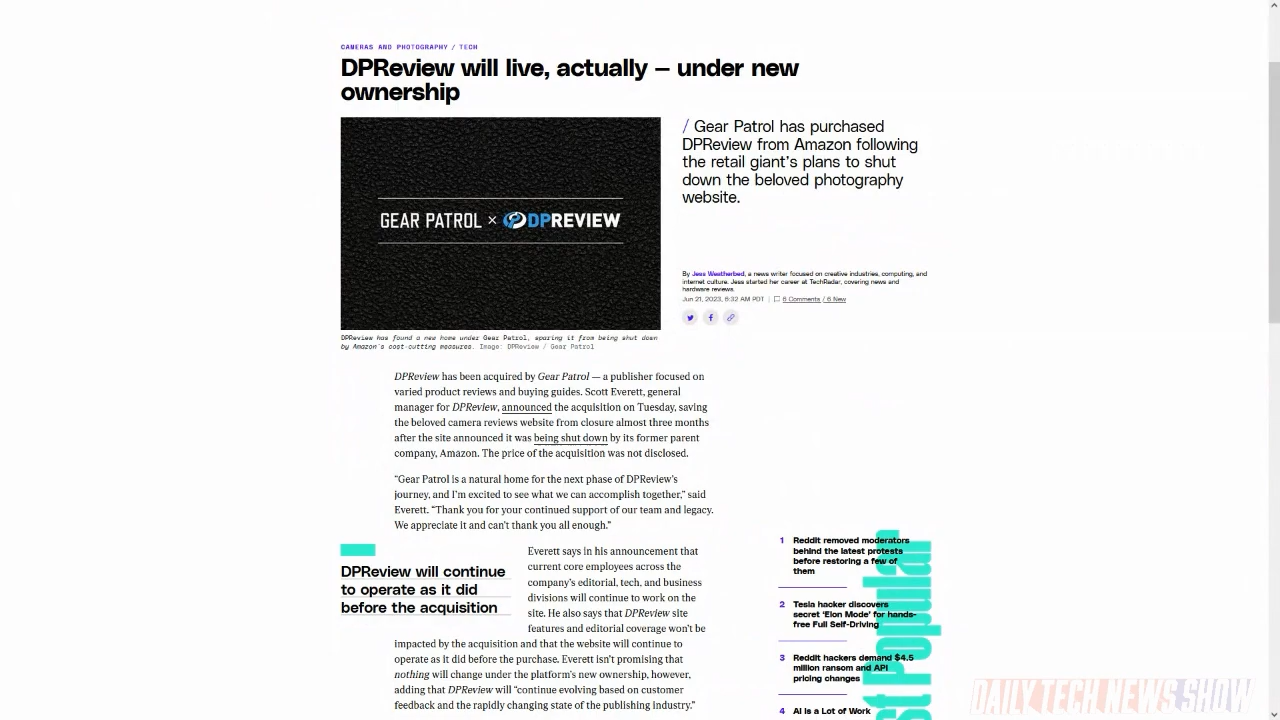 CAMERAS AND PHOTOGRAPHY / TECH
DPReview will live, actually — under new
ownership
GEAR PATROL × DPREVIEW
/ Gear Patrol has purchased
DPReview from Amazon following
the retail giant's plans to shut
down the beloved photography
website.
By Jess Weatherbed, a news writer focused on creative industries, computing, and
internet culture. Jess started her career at TechRadar, covering news and
hardware reviews.
Jun 21, 2023, 6:32 AM PDT | 6 Comments / 6 New
DPReview has found a new home under Gear Patrol, sparing it from being shut down
by Amazon's cost-cutting measures. Image: DPReview / Gear Patrol
DPReview has been acquired by Gear Patrol — a publisher focused on
varied product reviews and buying guides. Scott Everett, general
manager for DPReview, announced the acquisition on Tuesday, saving
the beloved camera reviews website from closure almost three months
after the site announced it was being shut down by its former parent
company, Amazon. The price of the acquisition was not disclosed.
“Gear Patrol is a natural home for the next phase of DPReview’s
journey, and I’m excited to see what we can accomplish together,” said
Everett. “Thank you for your continued support of our team and legacy.
We appreciate it and can’t thank you all enough.”
DPReview will continue
to operate as it did
before the acquisition
Everett says in his announcement that
current core employees across the
company’s editorial, tech, and business
divisions will continue to work on the
site. He also says that DPReview site
features and editorial coverage won’t be
impacted by the acquisition and that the website will continue to
operate as it did before the purchase. Everett isn’t promising that
nothing will change under the platform’s new ownership, however,
adding that DPReview will “continue evolving based on customer
feedback and the rapidly changing state of the publishing industry.”
1 Reddit removed moderators
behind the latest protests
before restoring a few of
them
2 Tesla hacker discovers
secret ‘Elon Mode’ for hands-
free Full Self-Driving
3 Reddit hackers demand $4.5
million ransom and API
pricing changes
4 AI is a Lot of Work
st Popular
DAILY TECH NEWS SHOW